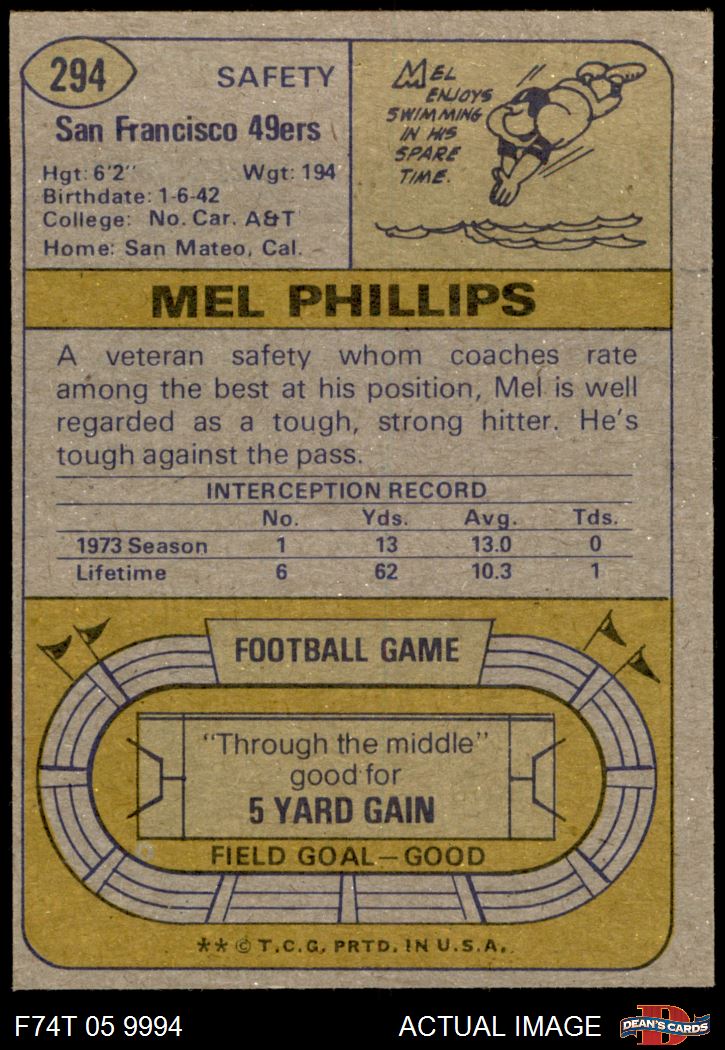 294
SAFETY
San Francisco 49ers
Hgt: 6'2" Wgt: 194
Birthdate: 1-6-42
College: No. Car. A&T
Home: San Mateo, Cal.
MEL
ENJOYS
SWIMMING
IN HIS
SPARE
TIME.
MEL PHILLIPS
A veteran safety whom coaches rate
among the best at his position, Mel is well
regarded as a tough, strong hitter. He's
tough against the pass.
INTERCEPTION RECORD
No. Yds. Avg. Tds.
1973 Season 1 13 13.0 0
Lifetime 6 62 10.3 1
FOOTBALL GAME
"Through the middle"
good for
5 YARD GAIN
FIELD GOAL—GOOD
** © T.C.G. PRTD. IN U.S.A.
F74T 05 9994 ACTUAL IMAGE
D
DEAN'S CARDS